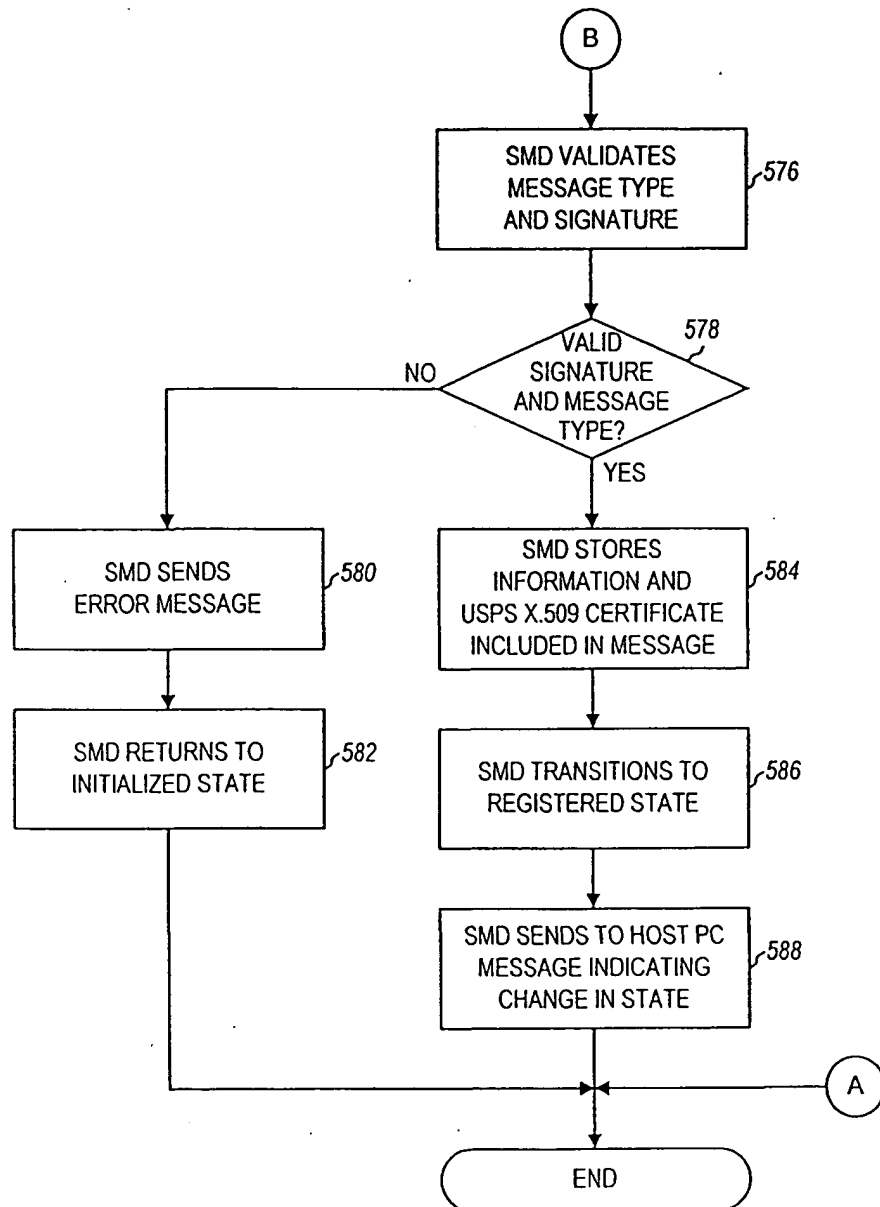 B
SMD VALIDATES
MESSAGE TYPE
AND SIGNATURE
576
VALID
SIGNATURE
AND MESSAGE
TYPE?
578
NO
YES
SMD SENDS
ERROR MESSAGE
580
SMD STORES
INFORMATION AND
USPS X.509 CERTIFICATE
INCLUDED IN MESSAGE
584
SMD RETURNS TO
INITIALIZED STATE
582
SMD TRANSITIONS TO
REGISTERED STATE
586
SMD SENDS TO HOST PC
MESSAGE INDICATING
CHANGE IN STATE
588
A
END